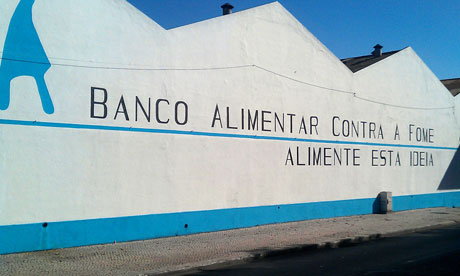 BANCO ALIMENTAR CONTRA A FOME
ALIMENTE ESTA IDEIA